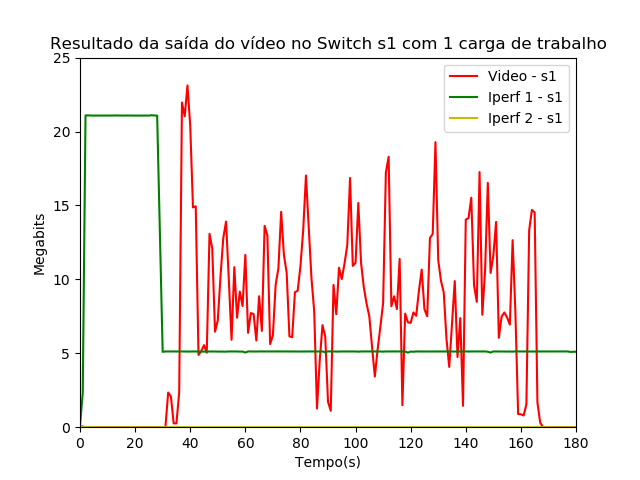 Resultado da saída do vídeo no Switch s1 com 1 carga de trabalho
25
20
15
10
5
0
Megabits
Video - s1
Iperf 1 - s1
Iperf 2 - s1
0 20 40 60 80 100 120 140 160 180
Tempo(s)